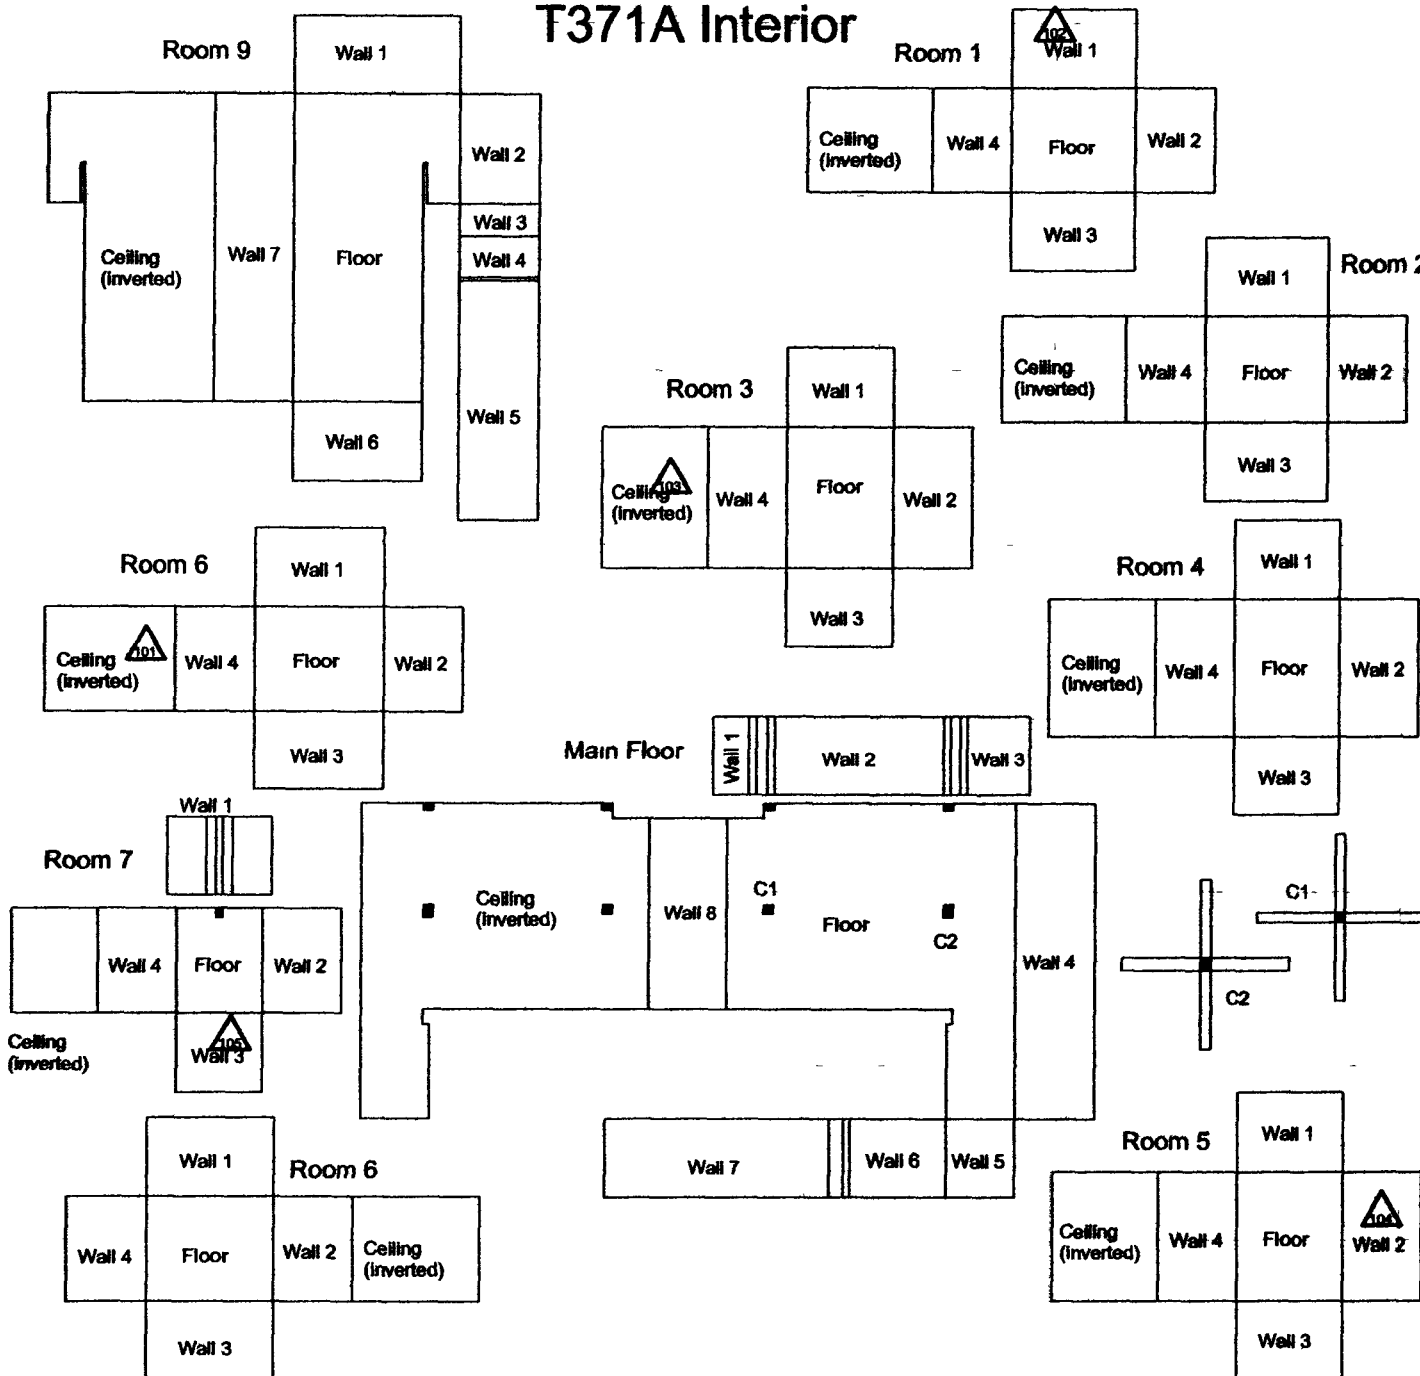 T371A Interior
Room 9
Wall 1
Wall 2
Wall 3
Wall 4
Ceiling
(inverted)
Wall 7
Floor
Wall 5
Wall 6
Room 1
102
Wall 1
Ceiling
(inverted)
Wall 4
Floor
Wall 2
Wall 3
Room 2
Wall 1
Ceiling
(inverted)
Wall 4
Floor
Wall 2
Wall 3
Room 3
Wall 1
103
Ceiling
(inverted)
Wall 4
Floor
Wall 2
Wall 3
Room 6
Wall 1
101
Ceiling
(inverted)
Wall 4
Floor
Wall 2
Wall 3
Room 4
Wall 1
Ceiling
(inverted)
Wall 4
Floor
Wall 2
Wall 3
Main Floor
Wall 1
Wall 2
Wall 3
Ceiling
(inverted)
Wall 8
C1
Floor
C2
Wall 4
Wall 7
Wall 6
Wall 5
C1
C2
Wall 1
Room 7
Wall 4
Floor
Wall 2
Ceiling
(inverted)
105
Wall 3
Wall 1
Room 6
Wall 4
Floor
Wall 2
Ceiling
(inverted)
Wall 3
Room 5
Wall 1
Ceiling
(inverted)
Wall 4
Floor
104
Wall 2
Wall 3